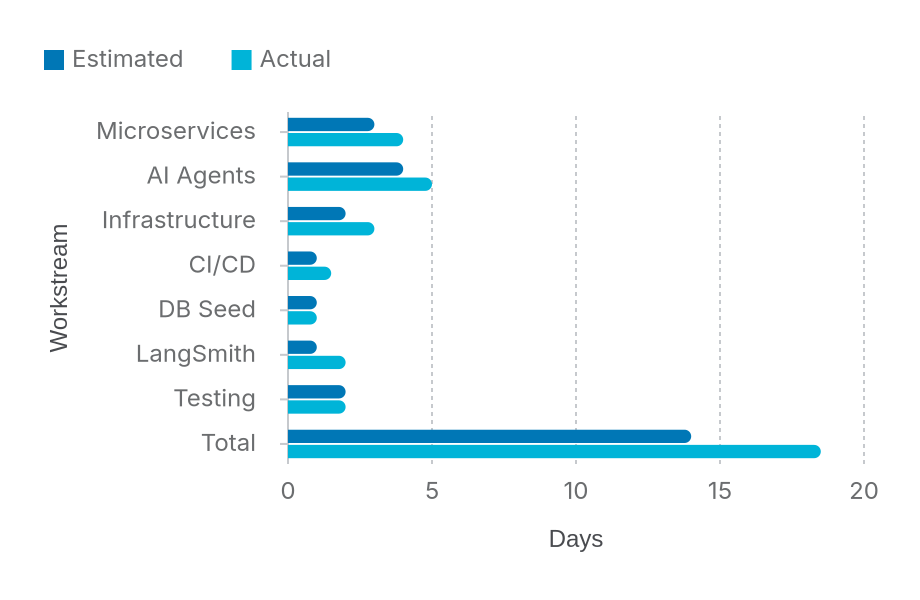 Estimated Actual
Microservices
AI Agents
Infrastructure
CI/CD
DB Seed
LangSmith
Testing
Total
Workstream
0 5 10 15 20
Days